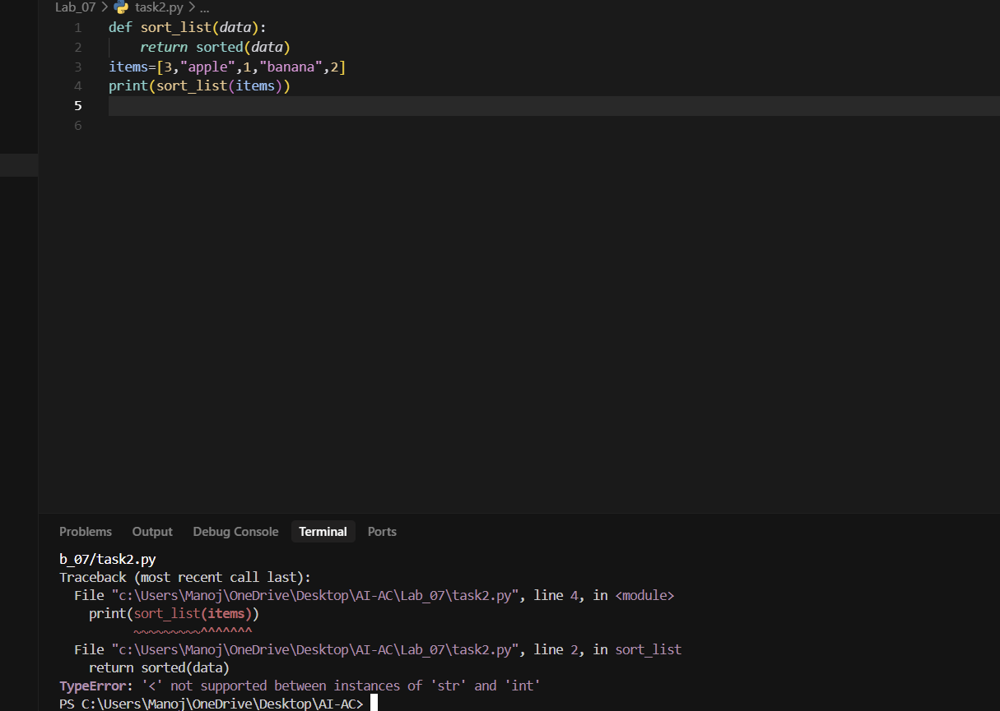 Lab_07 > task2.py > ...
1 def sort_list(data):
2     return sorted(data)
3 items=[3,"apple",1,"banana",2]
4 print(sort_list(items))
5
6
Problems Output Debug Console Terminal Ports
b_07/task2.py
Traceback (most recent call last):
  File "c:\Users\Manoj\OneDrive\Desktop\AI-AC\Lab_07\task2.py", line 4, in <module>
    print(sort_list(items))
          ~~~~~~~~~^^^^^^^
  File "c:\Users\Manoj\OneDrive\Desktop\AI-AC\Lab_07\task2.py", line 2, in sort_list
    return sorted(data)
TypeError: '<' not supported between instances of 'str' and 'int'
PS C:\Users\Manoj\OneDrive\Desktop\AI-AC>